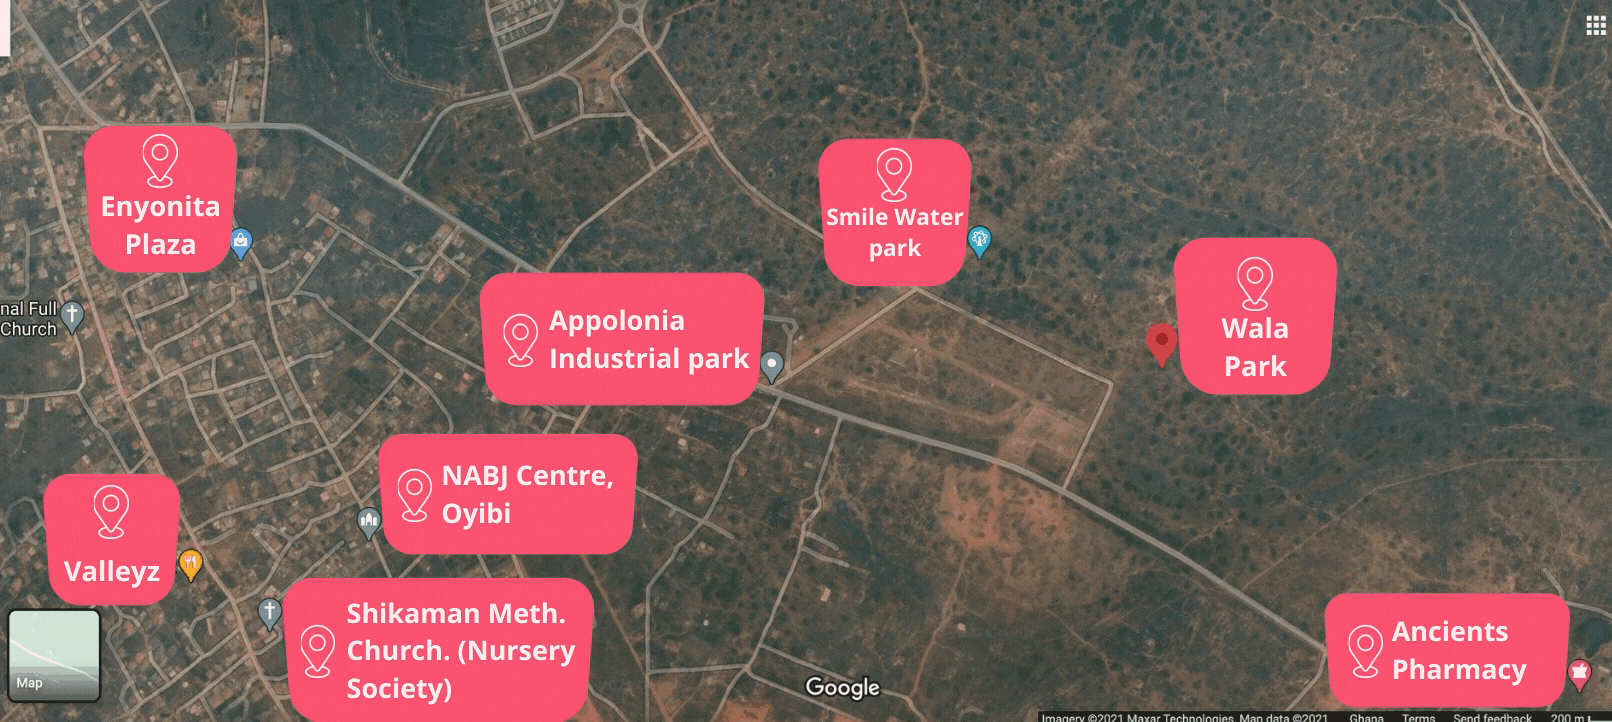 Enyonita
Plaza
Smile Water
park
Wala
Park
nal Full
Church
Appolonia
Industrial park
NABJ Centre,
Oyibi
Valleyz
Shikaman Meth.
Church. (Nursery
Society)
Ancients
Pharmacy
Map
Google
Imagery ©2021 Maxar Technologies, Map data ©2021 Ghana Terms Send feedback 200 m